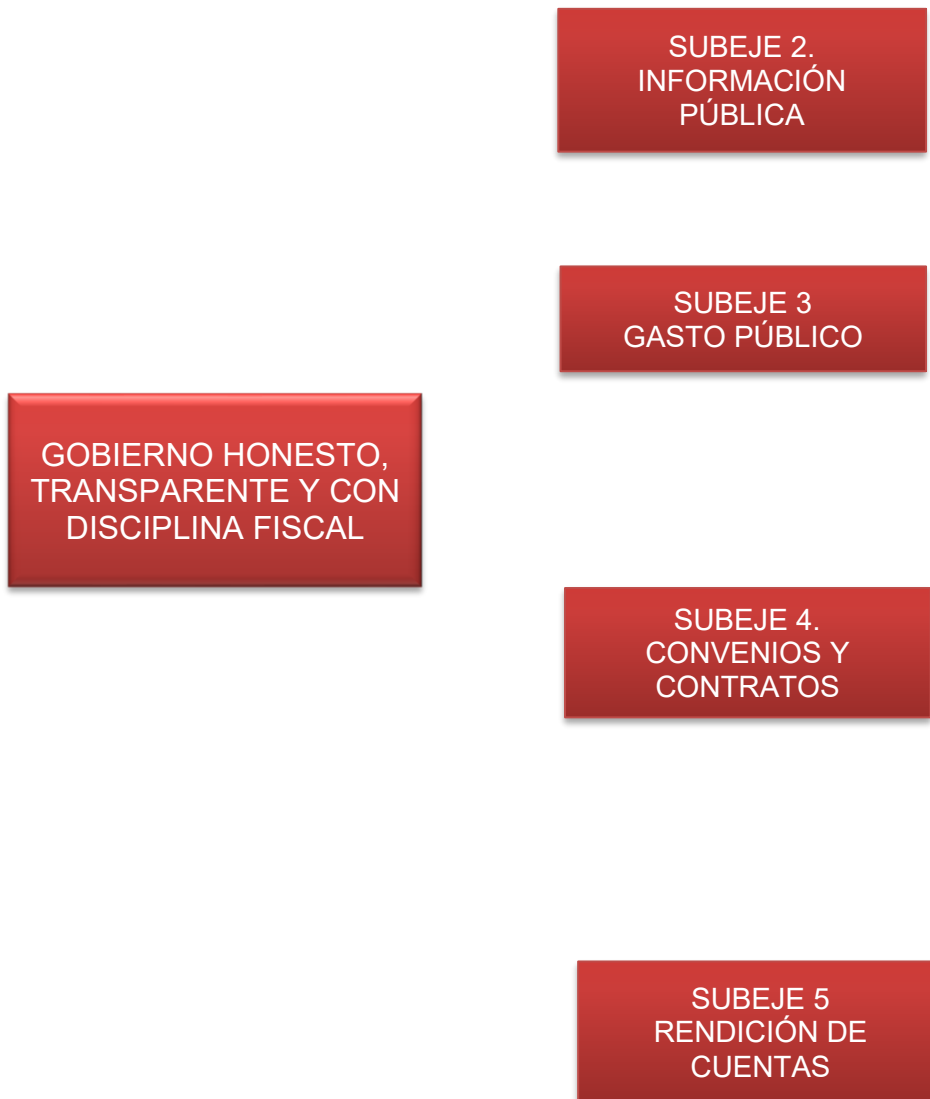 SUBEJE 2.
INFORMACIÓN
PÚBLICA
SUBEJE 3
GASTO PÚBLICO
GOBIERNO HONESTO,
TRANSPARENTE Y CON
DISCIPLINA FISCAL
SUBEJE 4.
CONVENIOS Y
CONTRATOS
SUBEJE 5
RENDICIÓN DE
CUENTAS